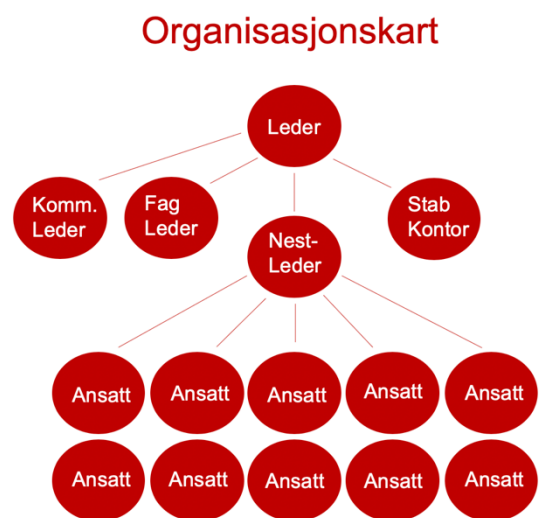 Organisasjonskart
Leder
Komm.
Leder
Fag
Leder
Stab
Kontor
Nest-
Leder
Ansatt
Ansatt
Ansatt
Ansatt
Ansatt
Ansatt
Ansatt
Ansatt
Ansatt
Ansatt